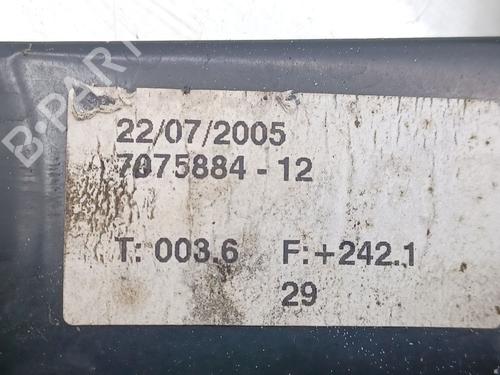 22/07/2005
7075884 - 12
T: 003.6 F: +242.1
29
B-PARTS